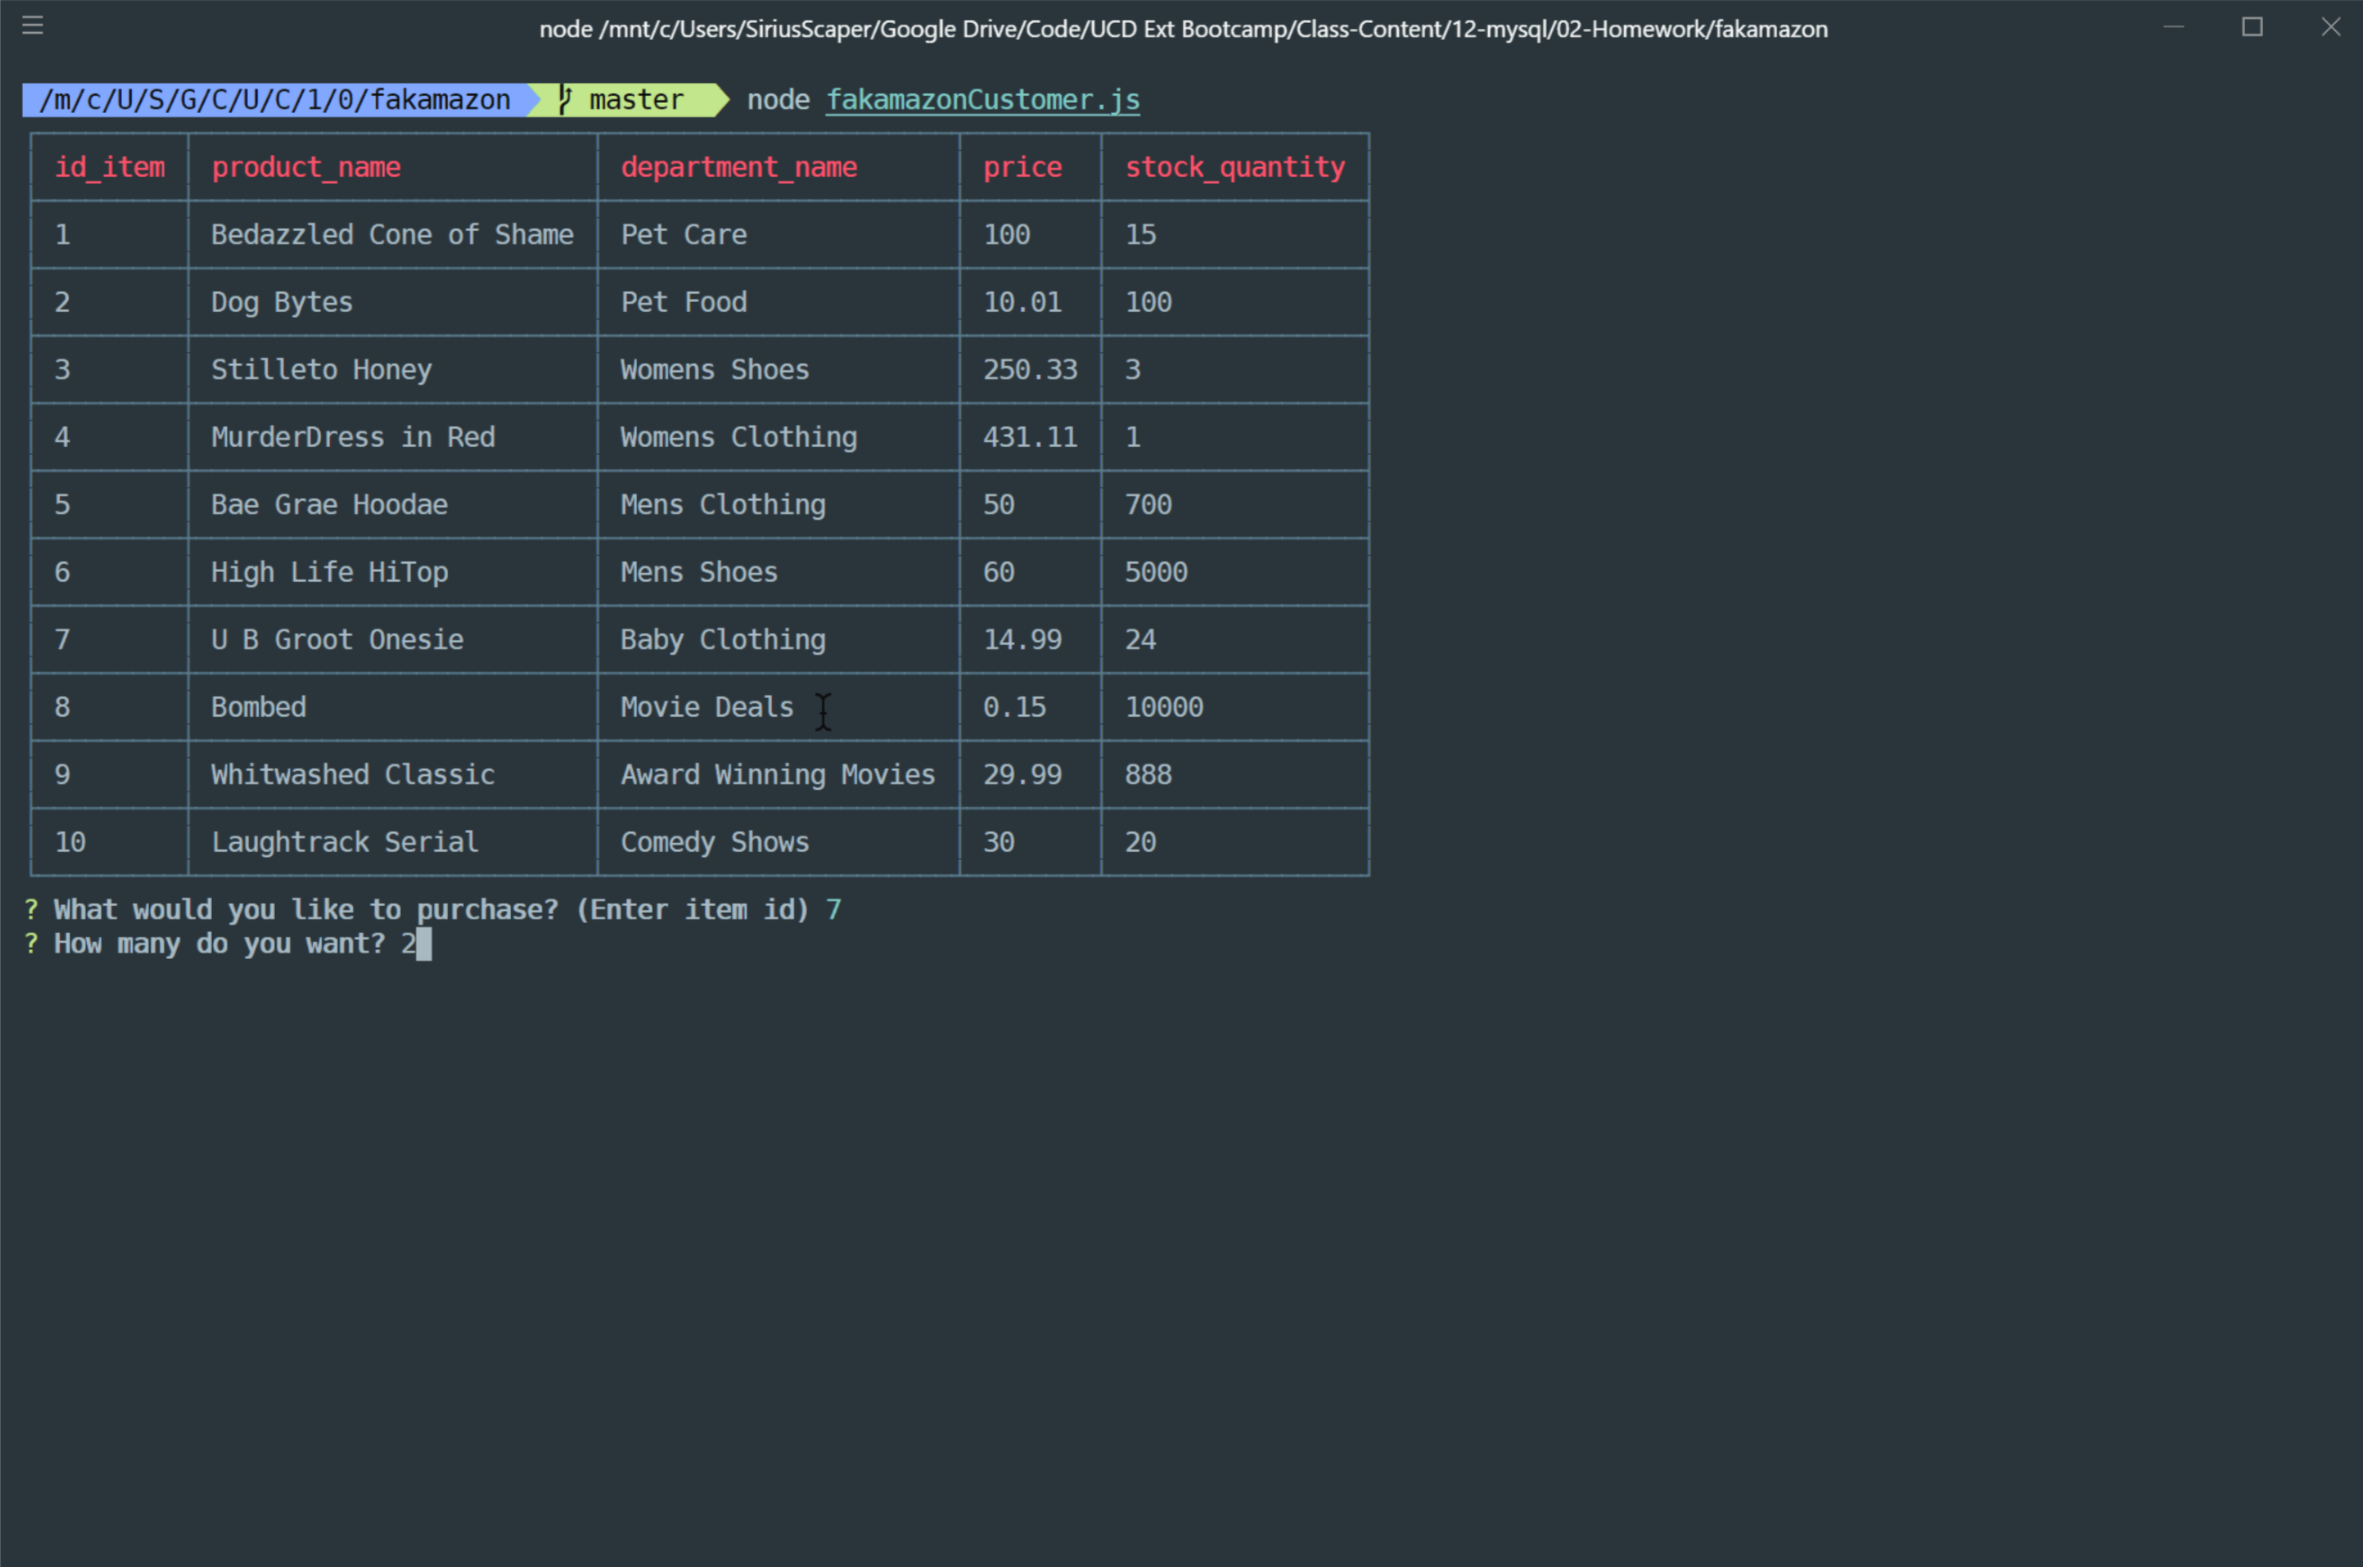 node /mnt/c/Users/SiriusScaper/Google Drive/Code/UCD Ext Bootcamp/Class-Content/12-mysql/02-Homework/fakamazon
/m/c/U/S/G/C/U/C/1/0/fakamazon master node fakamazonCustomer.js
id_item product_name department_name price stock_quantity
1 Bedazzled Cone of Shame Pet Care 100 15
2 Dog Bytes Pet Food 10.01 100
3 Stilleto Honey Womens Shoes 250.33 3
4 MurderDress in Red Womens Clothing 431.11 1
5 Bae Grae Hoodae Mens Clothing 50 700
6 High Life HiTop Mens Shoes 60 5000
7 U B Groot Onesie Baby Clothing 14.99 24
8 Bombed Movie Deals 0.15 10000
9 Whitwashed Classic Award Winning Movies 29.99 888
10 Laughtrack Serial Comedy Shows 30 20
? What would you like to purchase? (Enter item id) 7
? How many do you want? 2